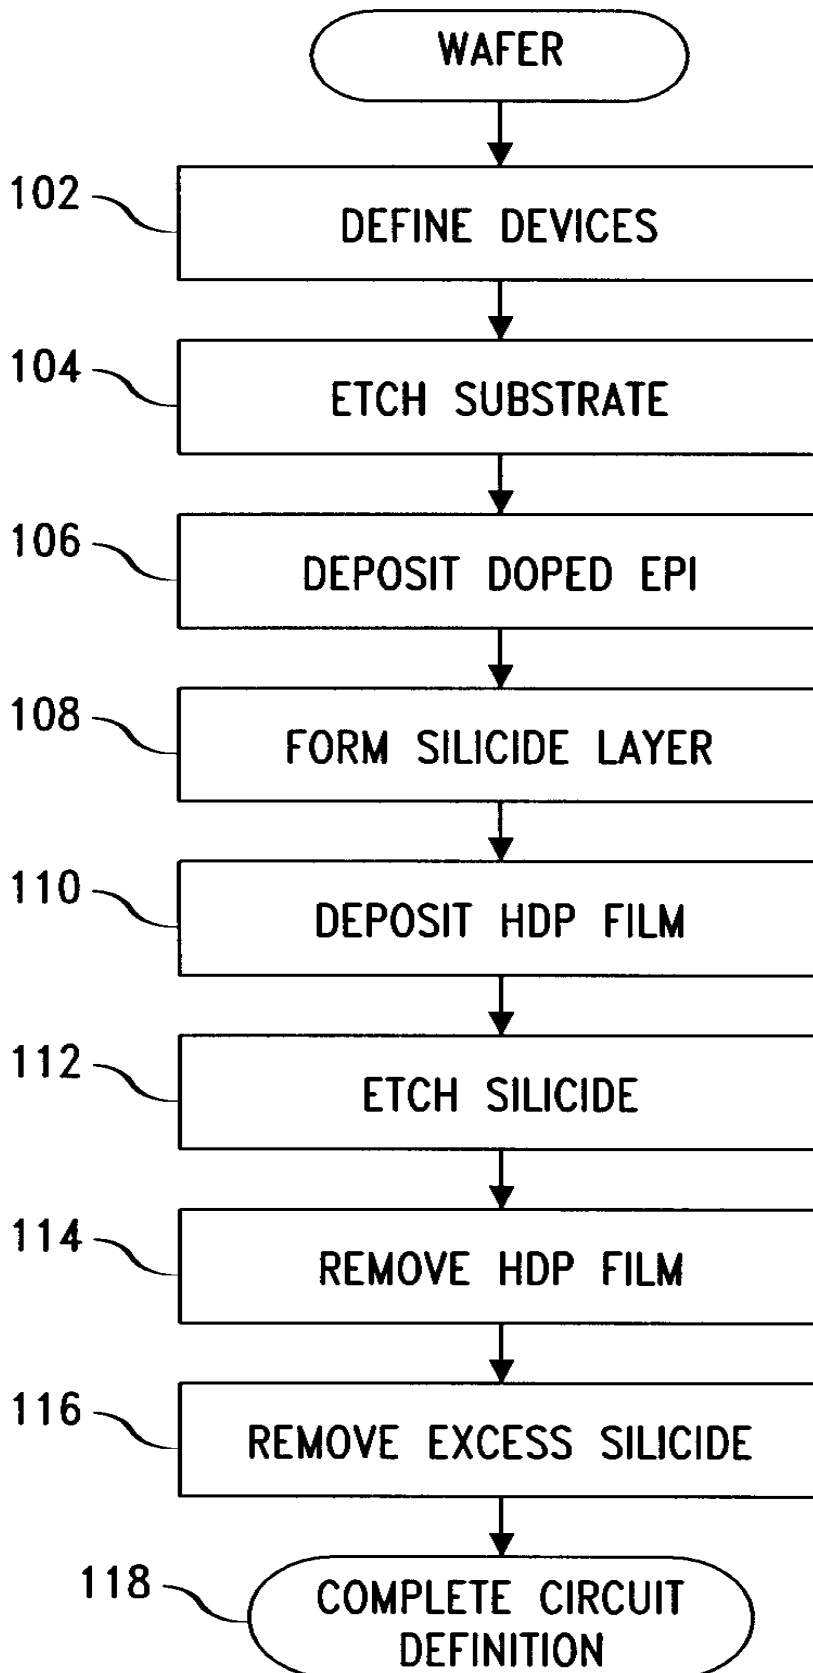 WAFER
102
DEFINE DEVICES
104
ETCH SUBSTRATE
106
DEPOSIT DOPED EPI
108
FORM SILICIDE LAYER
110
DEPOSIT HDP FILM
112
ETCH SILICIDE
114
REMOVE HDP FILM
116
REMOVE EXCESS SILICIDE
118
COMPLETE CIRCUIT
DEFINITION